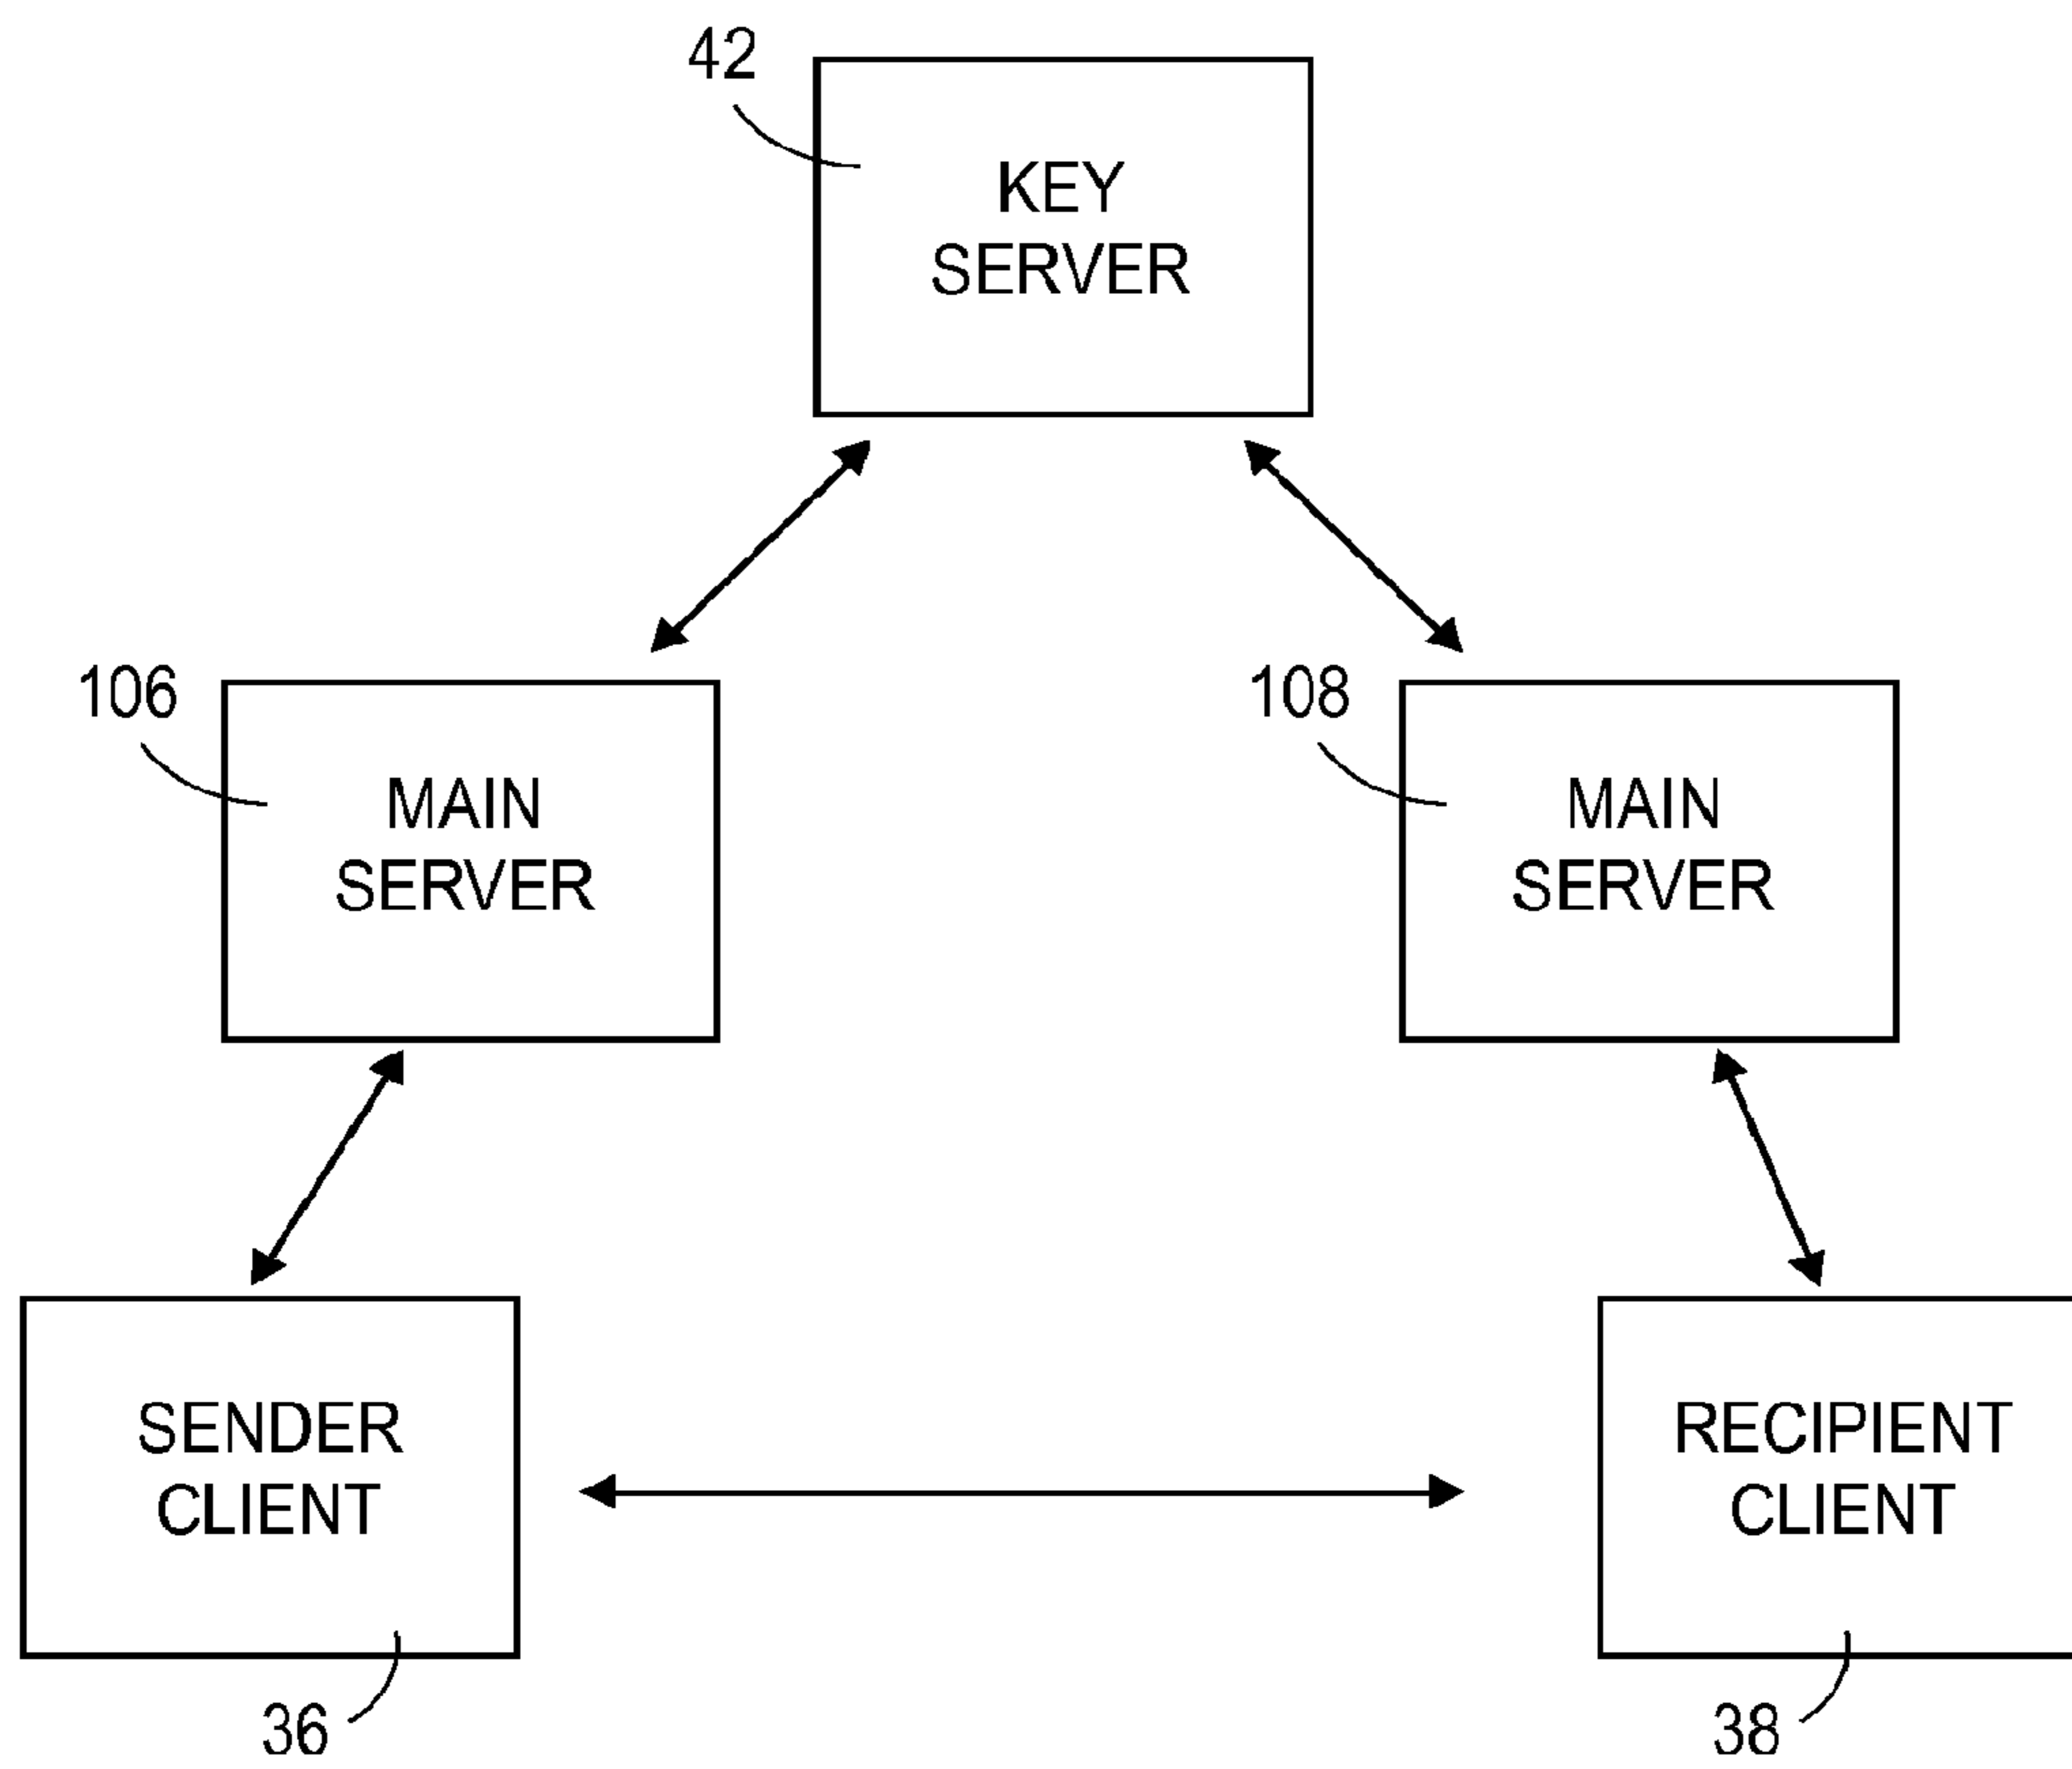 42
KEY
SERVER
106
MAIN
SERVER
108
MAIN
SERVER
SENDER
CLIENT
36
RECIPIENT
CLIENT
38